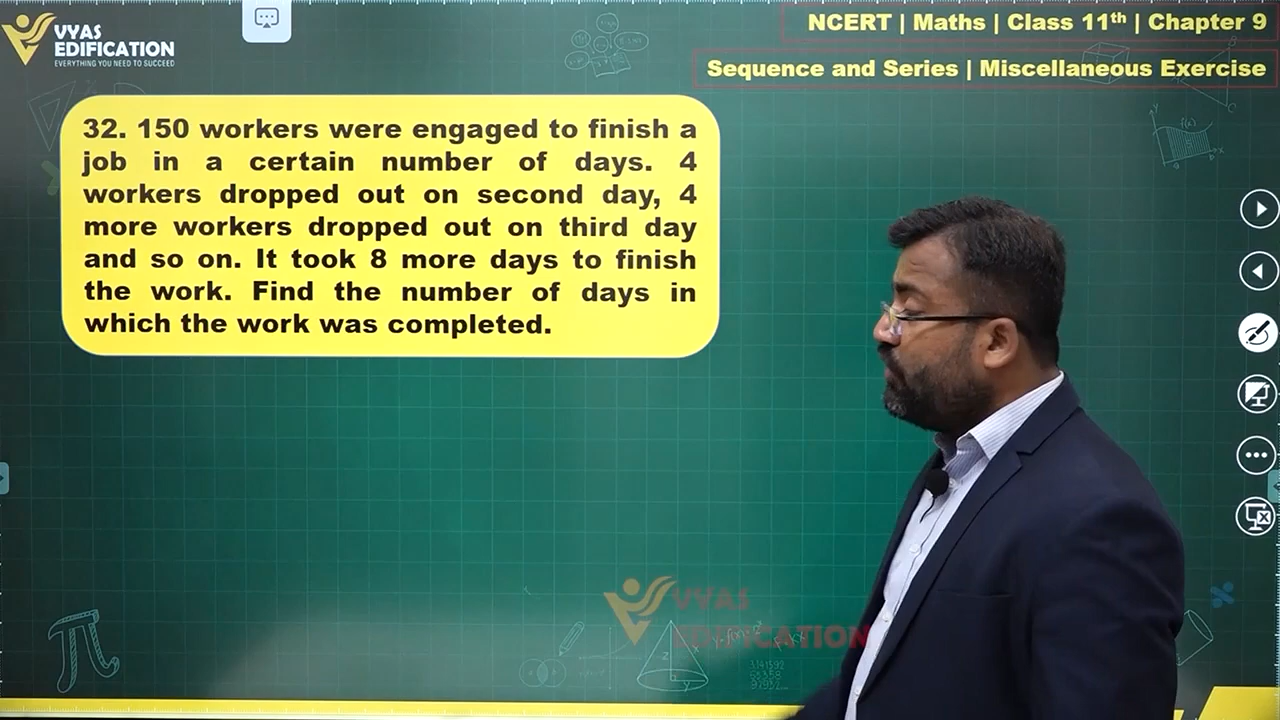 VYAS
EDIFICATION
EVERYTHING YOU NEED TO SUCCEED
NCERT | Maths | Class 11th | Chapter 9
Sequence and Series | Miscellaneous Exercise
32. 150 workers were engaged to finish a
job in a certain number of days. 4
workers dropped out on second day, 4
more workers dropped out on third day
and so on. It took 8 more days to finish
the work. Find the number of days in
which the work was completed.
VYAS
EDIFICATION